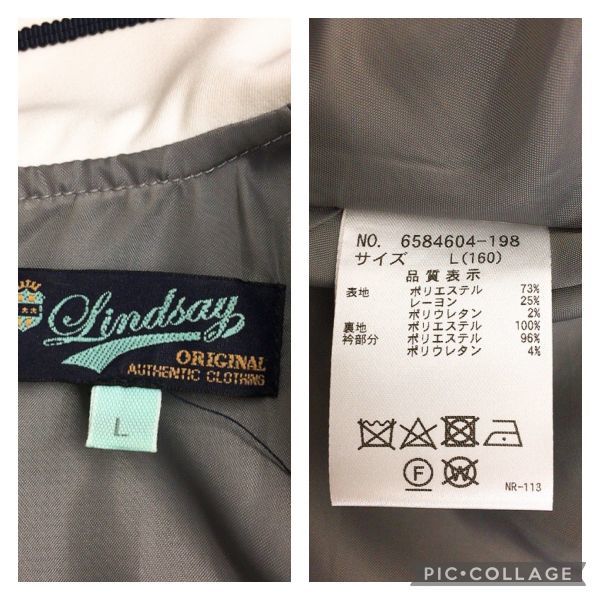 Lindsay
ORIGINAL
AUTHENTIC CLOTHING
L
NO. 6584604-198
サイズ L(160)
品質表示
表地 ポリエステル 73%
レーヨン 25%
ポリウレタン 2%
裏地 ポリエステル 100%
衿部分 ポリエステル 96%
ポリウレタン 4%
F W
NR-113
PIC•COLLAGE